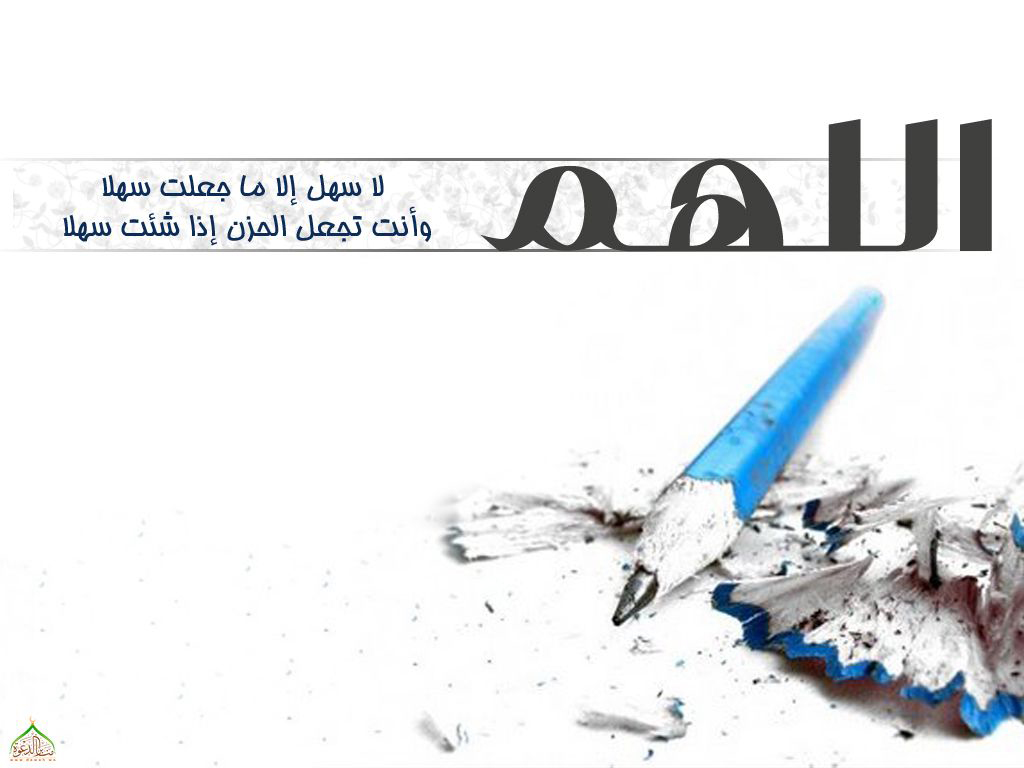 اللهم
لا سهل إلا ما جعلت سهلا
وأنت تجعل الحزن إذا شئت سهلا